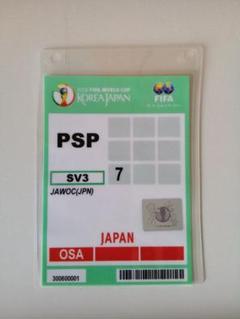 2002 FIFA WORLD CUP
KOREA JAPAN
FIFA
PSP
SV3
7
JAWOC(JPN)
JAPAN
OSA
300600001